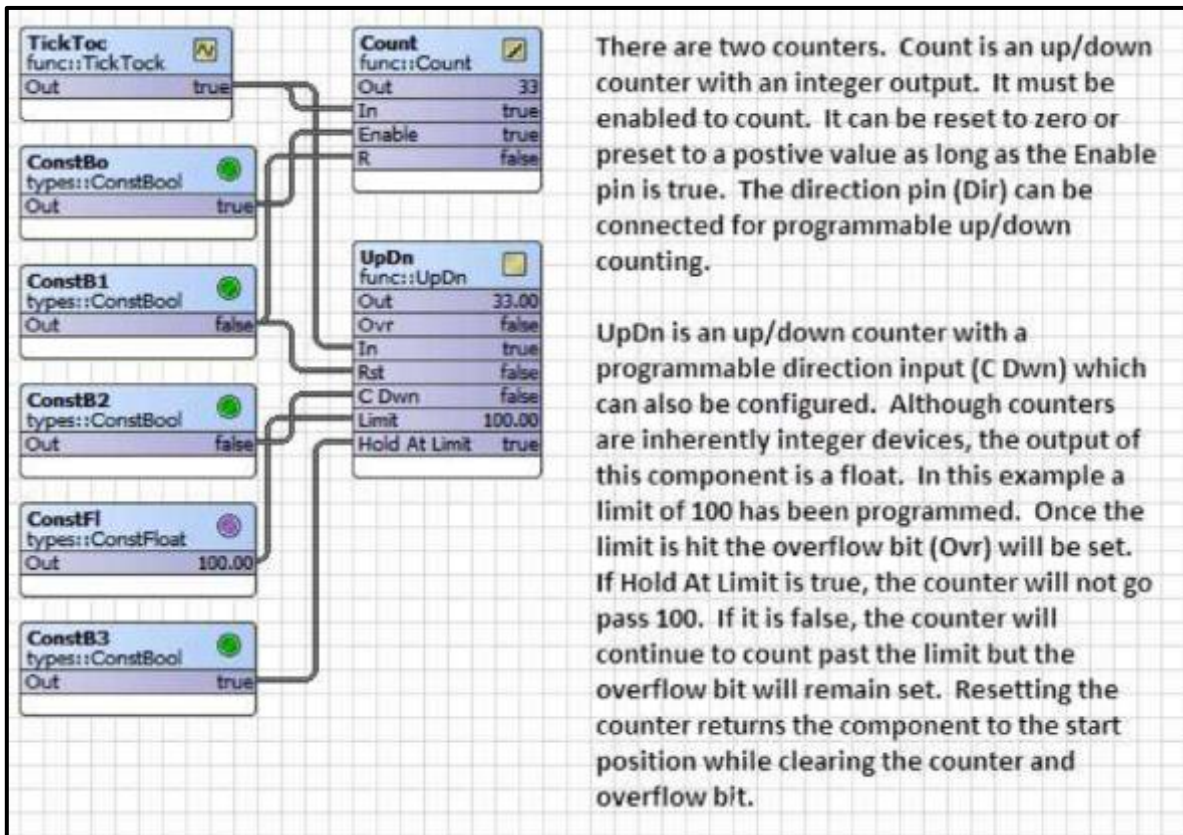 TickToc
func::TickTock
Out true
ConstBo
types::ConstBool
Out true
ConstB1
types::ConstBool
Out false
ConstB2
types::ConstBool
Out false
ConstFl
types::ConstFloat
Out 100.00
ConstB3
types::ConstBool
Out true
Count
func::Count
Out 33
In true
Enable true
R false
UpDn
func::UpDn
Out 33.00
Ovr false
In true
Rst false
C Dwn false
Limit 100.00
Hold At Limit true
There are two counters. Count is an up/down
counter with an integer output. It must be
enabled to count. It can be reset to zero or
preset to a postive value as long as the Enable
pin is true. The direction pin (Dir) can be
connected for programmable up/down
counting.
UpDn is an up/down counter with a
programmable direction input (C Dwn) which
can also be configured. Although counters
are inherently integer devices, the output of
this component is a float. In this example a
limit of 100 has been programmed. Once the
limit is hit the overflow bit (Ovr) will be set.
If Hold At Limit is true, the counter will not go
pass 100. If it is false, the counter will
continue to count past the limit but the
overflow bit will remain set. Resetting the
counter returns the component to the start
position while clearing the counter and
overflow bit.